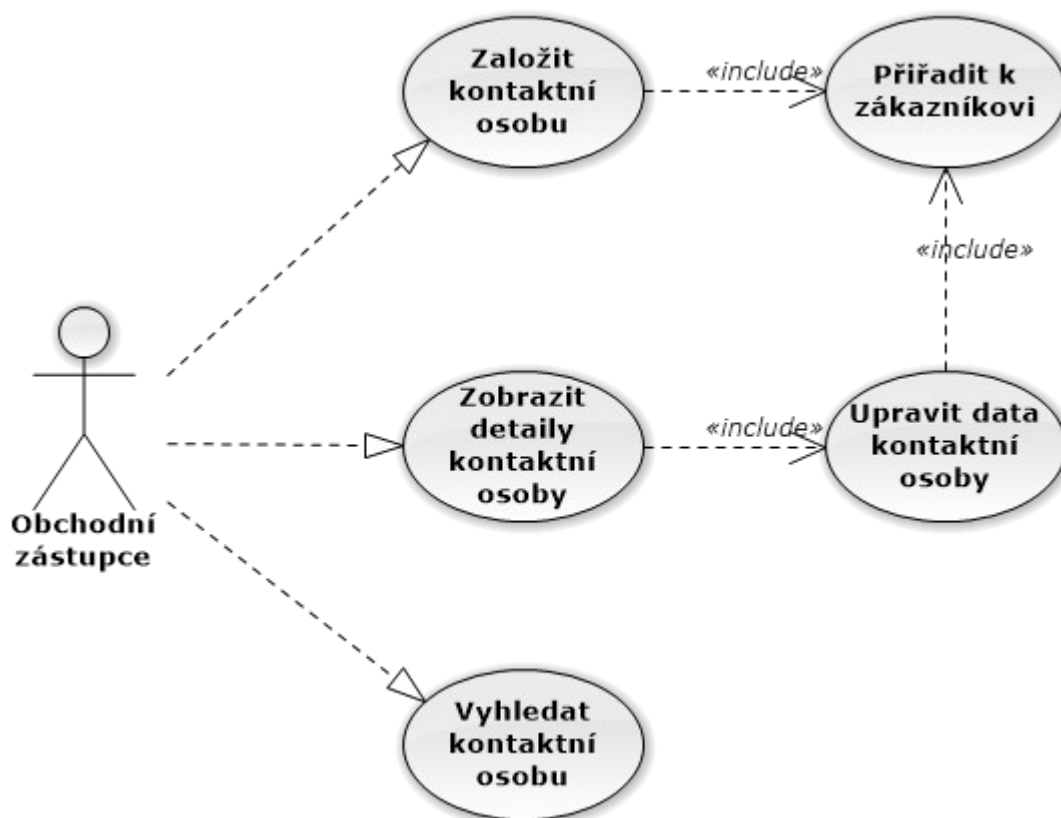 Založit
kontaktní
osobu
«include»
Přiřadit k
zákazníkovi
«include»
Obchodní
zástupce
Zobrazit
detaily
kontaktní
osoby
«include»
Upravit data
kontaktní
osoby
Vyhledat
kontaktní
osobu